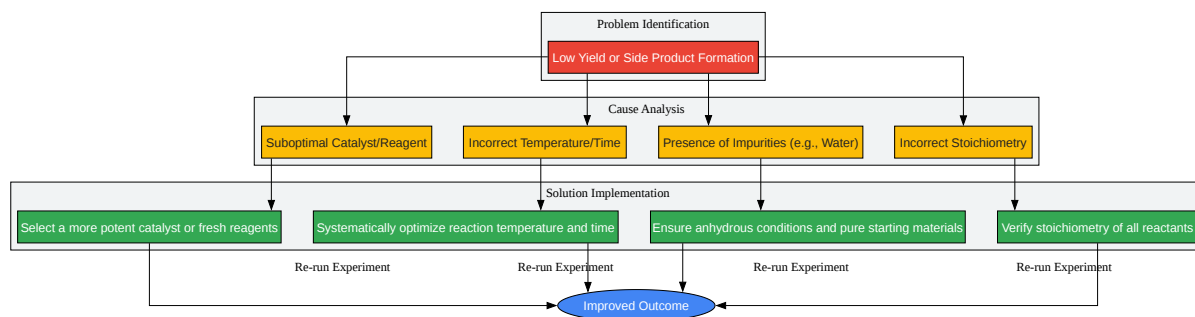 Problem Identification
Low Yield or Side Product Formation
Cause Analysis
Suboptimal Catalyst/Reagent
Incorrect Temperature/Time
Presence of Impurities (e.g., Water)
Incorrect Stoichiometry
Solution Implementation
Select a more potent catalyst or fresh reagents
Systematically optimize reaction temperature and time
Ensure anhydrous conditions and pure starting materials
Verify stoichiometry of all reactants
Re-run Experiment
Re-run Experiment
Re-run Experiment
Re-run Experiment
Improved Outcome